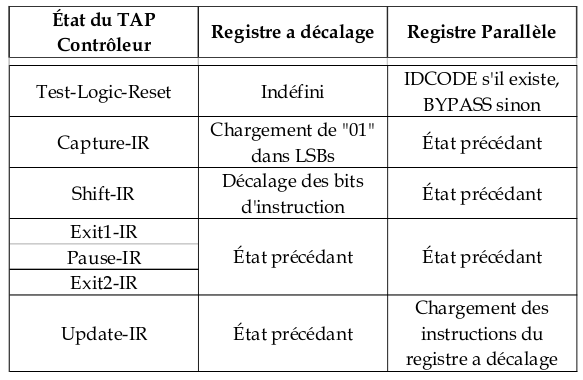 État du TAP
Contrôleur
Registre a décalage
Registre Parallèle
Test-Logic-Reset
Indéfini
IDCODE s'il existe,
BYPASS sinon
Capture-IR
Chargement de "01"
dans LSBs
État précédant
Shift-IR
Décalage des bits
d'instruction
État précédant
Exit1-IR
Pause-IR
Exit2-IR
État précédant
État précédant
Update-IR
État précédant
Chargement des
instructions du
registre a décalage